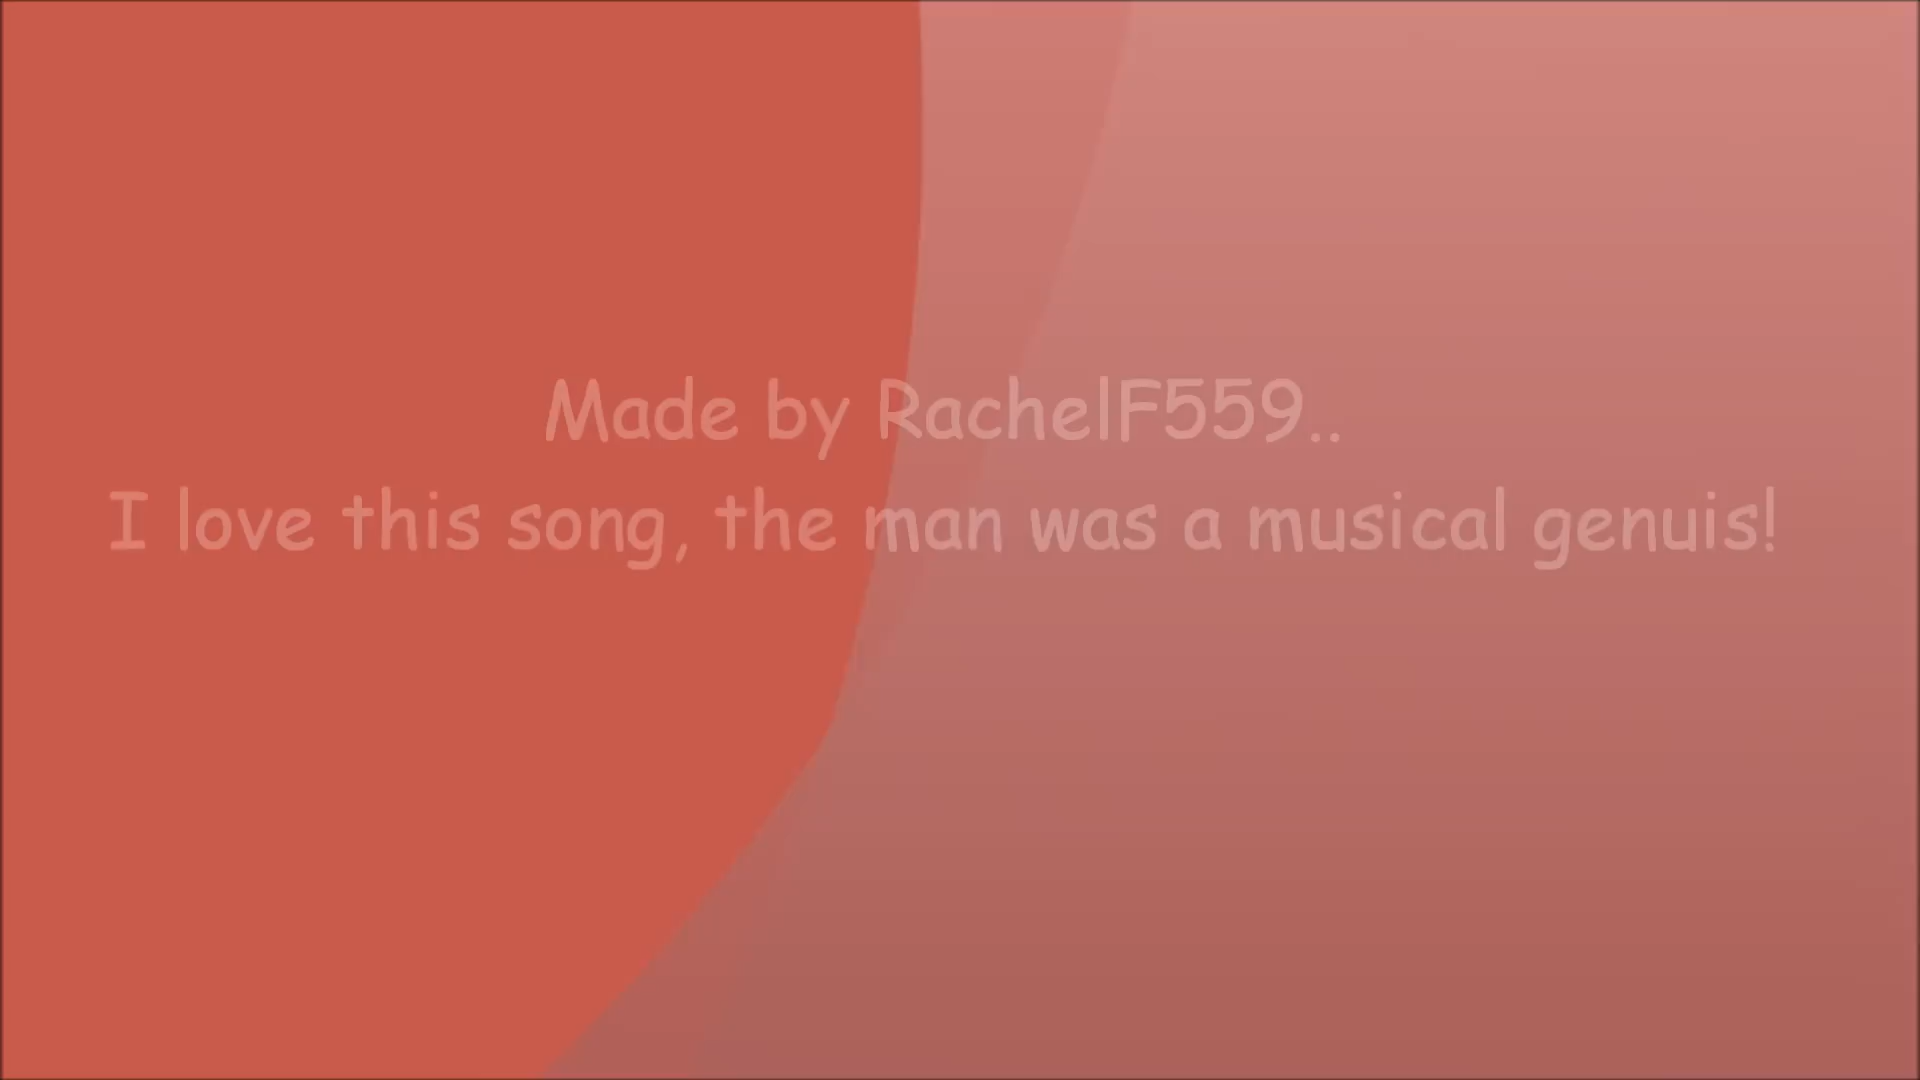 Made by RachelF559..
I love this song, the man was a musical genuis!